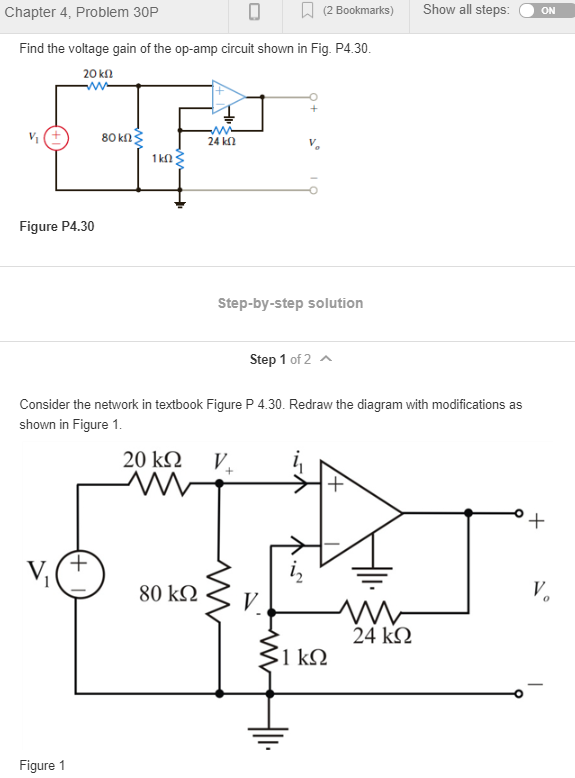 Chapter 4, Problem 30P
(2 Bookmarks)
Show all steps:
ON
Find the voltage gain of the op-amp circuit shown in Fig. P4.30.
20 kΩ
+
−
V₁
+
−
80 kΩ
1 kΩ
24 kΩ
+
Vₒ
−
Figure P4.30
Step-by-step solution
Step 1 of 2
Consider the network in textbook Figure P 4.30. Redraw the diagram with modifications as
shown in Figure 1.
20 kΩ V₊ i₁
+
−
+
V₁
+
−
i₂
80 kΩ V₋
Vₒ
24 kΩ
1 kΩ
−
Figure 1